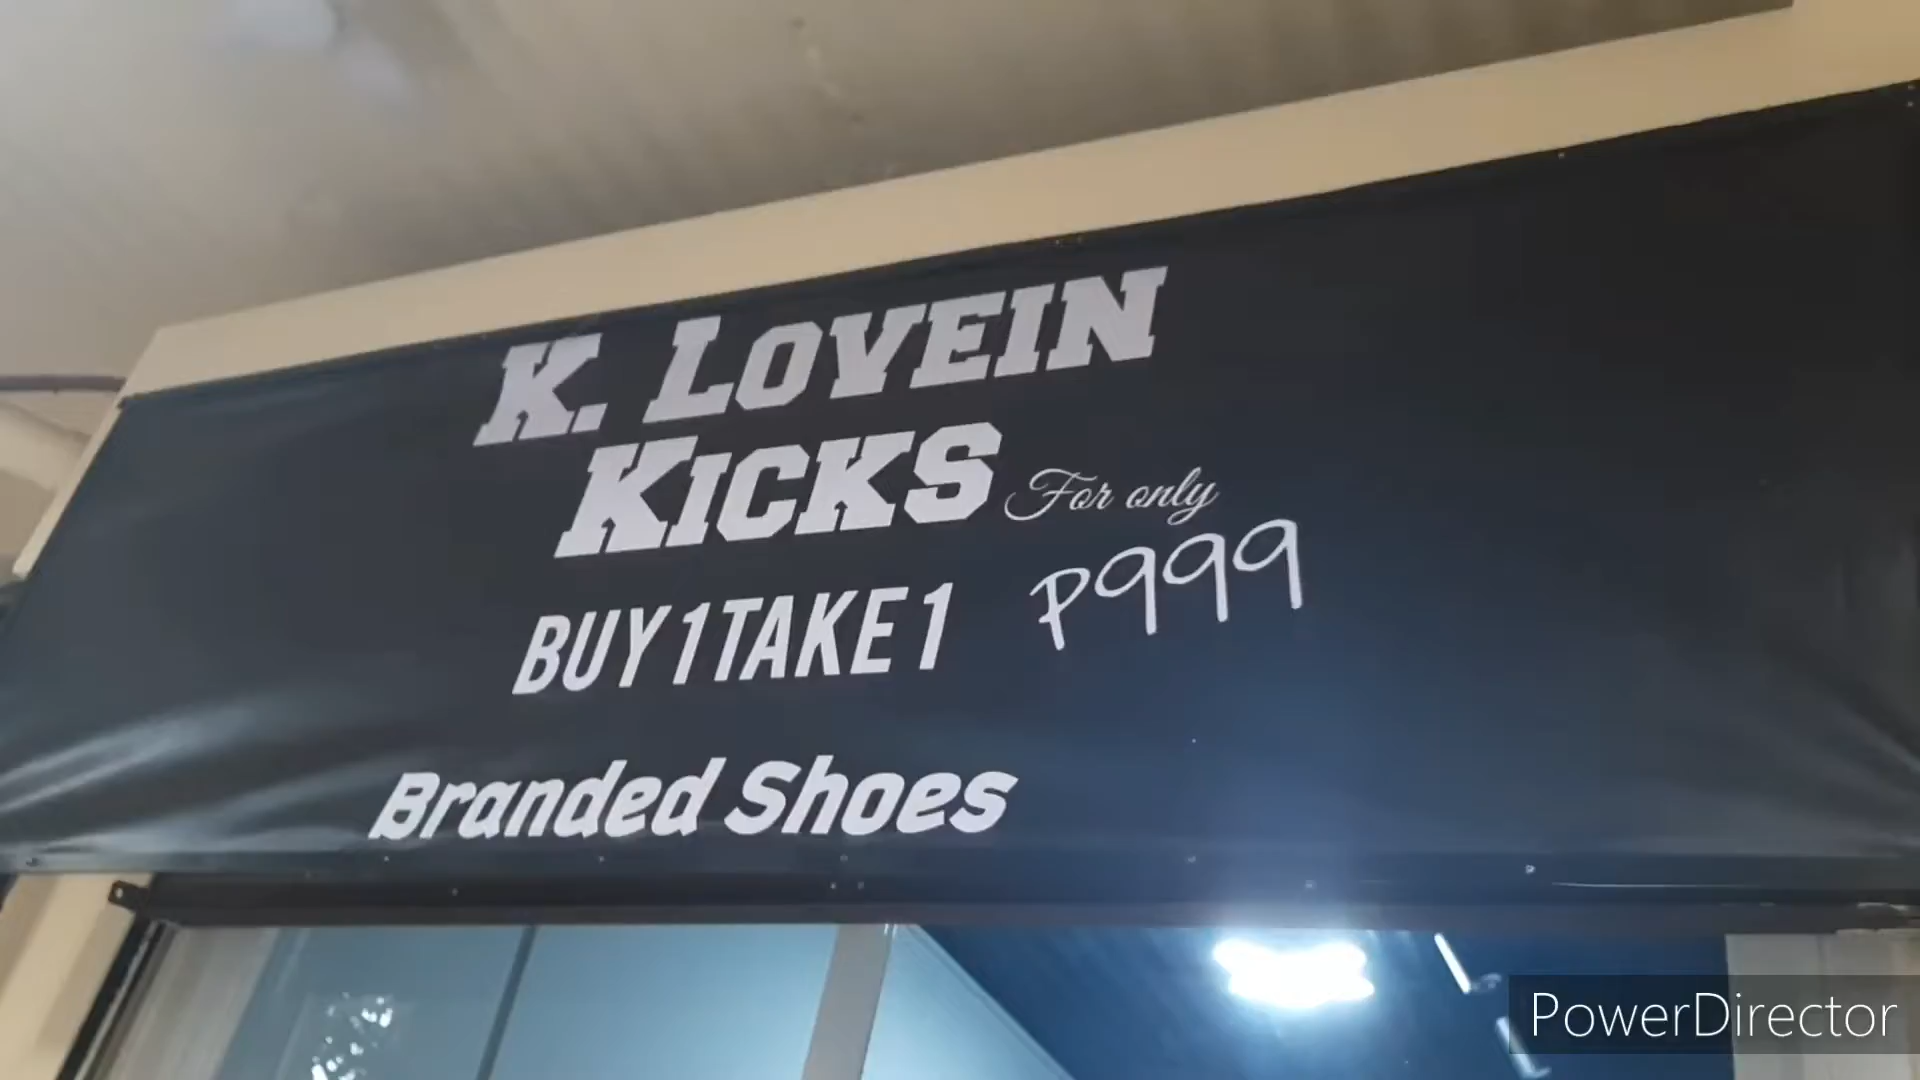 K. LOVEIN
KICKS For only
BUY 1 TAKE 1 P999
Branded Shoes
PowerDirector